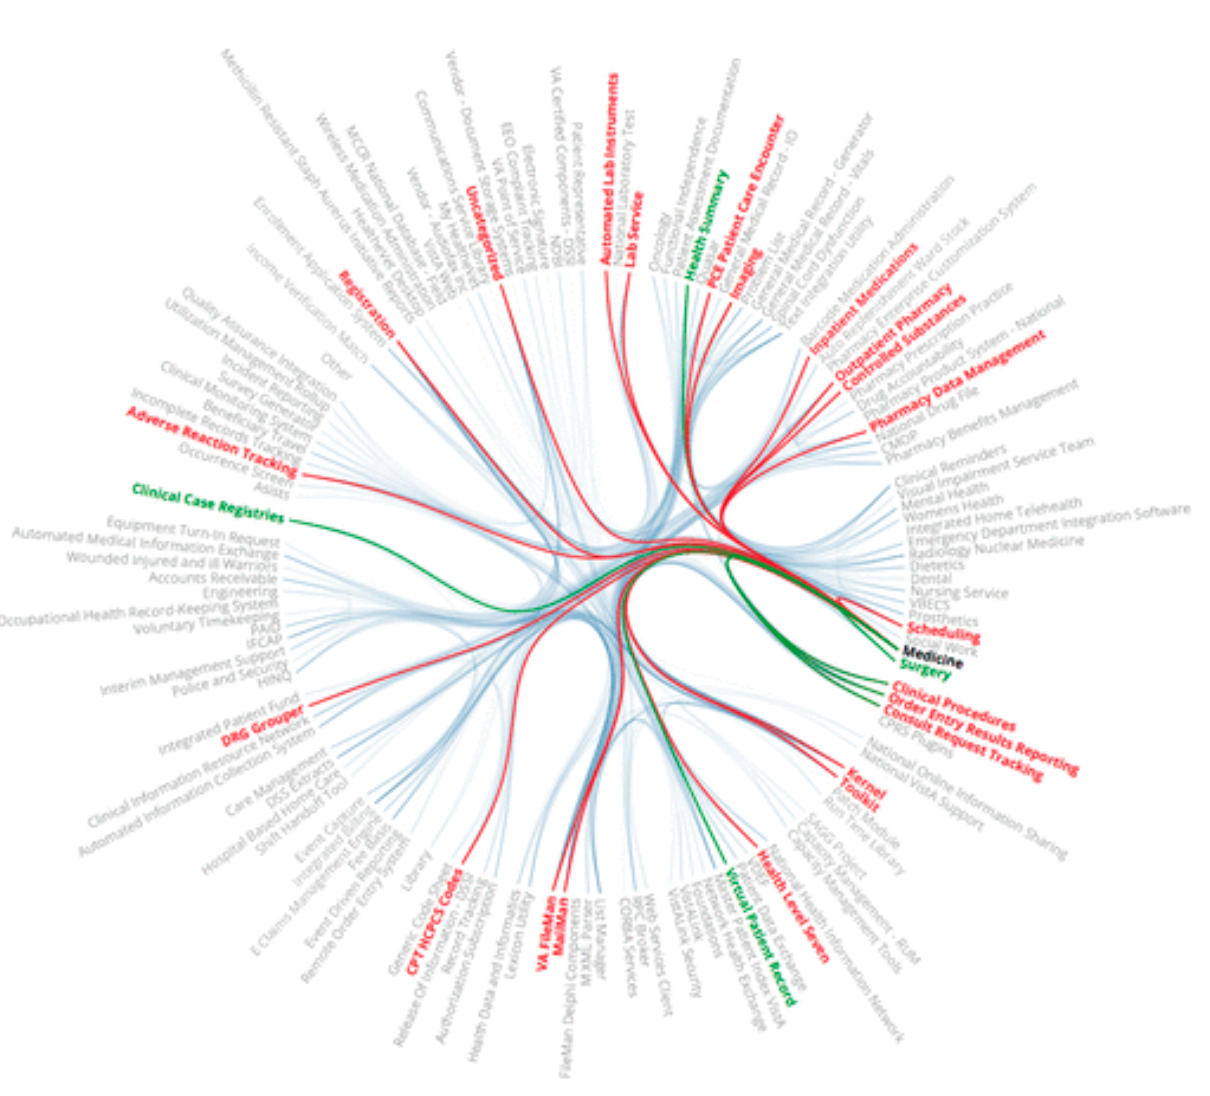 Automated Lab Instruments
National Laboratory Test
Lab Service
Oncology
Functional Independence
Patient Assessment Documentation
Health Summary
Quasar
PCE Patient Care Encounter
General Medical Record - IO
Imaging
Problem List
General Medical Record - Generator
General Medical Record - Vitals
Spinal Cord Dysfunction
Text Integration Utility
Barcode Medication Administration
Inpatient Medications
Auto Replenishment Ward Stock
Pharmacy Enterprise Customization System
Outpatient Pharmacy
Controlled Substances
Pharmacy Prescription Practice
Drug Accountability
Pharmacy Product System - National
Pharmacy Data Management
National Drug File
CMOP
Pharmacy Benefits Management
Clinical Reminders
Visual Impairment Service Team
Mental Health
Womens Health
Integrated Home Telehealth
Emergency Department Integration Software
Radiology Nuclear Medicine
Dietetics
Dental
Nursing Service
VBECS
Prosthetics
Scheduling
Social Work
Medicine
Surgery
Clinical Procedures
Order Entry Results Reporting
Consult Request Tracking
CPRS Plugins
National Online Information Sharing
National VistA Support
Kernel
Toolkit
Patch Module
Run Time Library
SAGG Project
Capacity Management - RUM
Capacity Management Tools
National Health Information Network
Health Level Seven
VDEF
Patient Data Exchange
Virtual Patient Record
Master Patient Index VistA
Network Health Exchange
Foundations
VistALink
VistALink Security
Web Services Client
RPC Broker
CORBA Services
List Manager
MXML Parser
FileMan Delphi Components
MailMan
VA FileMan
Lexicon Utility
Health Data and Informatics
Authorization Subscription
Record Tracking
Release Of Information - DSSI
CPT HCPCS Codes
Generic Code Sheet
Library
Remote Order Entry System
Event Driven Reporting
Fee Basis
E Claims Management Engine
Integrated Billing
Event Capture
Shift Handoff Tool
Hospital Based Home Care
DSS Extracts
Care Management
Automated Information Collection System
Clinical Information Resource Network
DRG Grouper
Integrated Patient Fund
HINQ
Police and Security
Interim Management Support
IFCAP
PAID
Voluntary Timekeeping
Occupational Health Record-Keeping System
Engineering
Accounts Receivable
Wounded Injured and Ill Warriors
Automated Medical Information Exchange
Equipment Turn-In Request
Clinical Case Registries
Asists
Occurrence Screen
Adverse Reaction Tracking
Incomplete Records Tracking
Beneficiary Travel
Clinical Monitoring System
Survey Generator
Incident Reporting
Utilization Management Rollup
Quality Assurance Integration
Other
Income Verification Match
Enrollment Application System
Registration
Methicillin Resistant Staph Aureus Initiative Reports
HealtheVet Desktop
Wireless Medication Administration
MCCR National Database
VistA Web
Vendor -
My HealtheVet
Communications Service Library
Uncategorized
Vendor - Document Storage Systems
VA Point of Service
EEO Complaint Tracking
Electronic Signature
NDBI
VA Certified Components - DSSI
Patient Representative